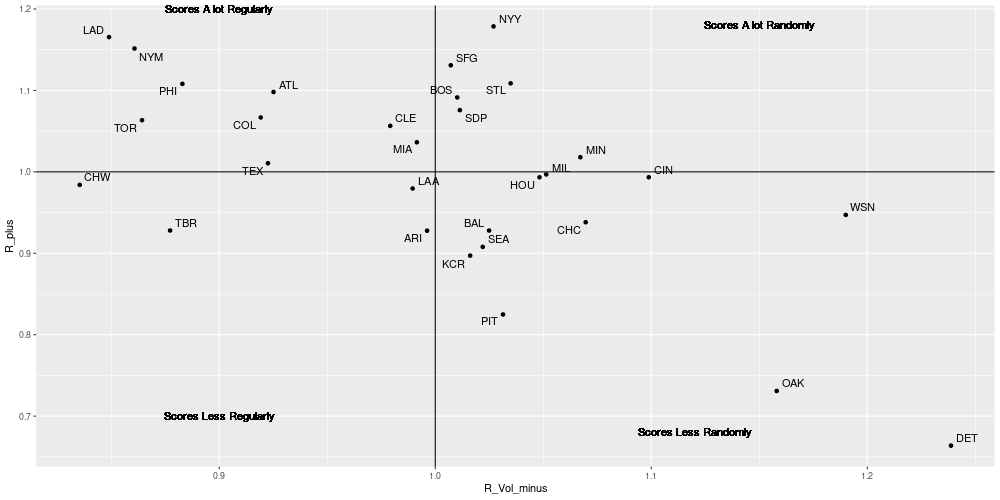 1.2
Scores A lot Regularly
NYY
Scores A lot Randomly
LAD
NYM
SFG
PHI
ATL
BOS
STL
1.1
TOR
COL
CLE
SDP
MIA
MIN
TEX
1.0
CHW
LAA
HOU
MIL
CIN
WSN
TBR
ARI
BAL
SEA
CHC
KCR
0.9
R_plus
PIT
0.8
OAK
0.7
Scores Less Regularly
Scores Less Randomly
DET
0.9
1.0
1.1
1.2
R_Vol_minus